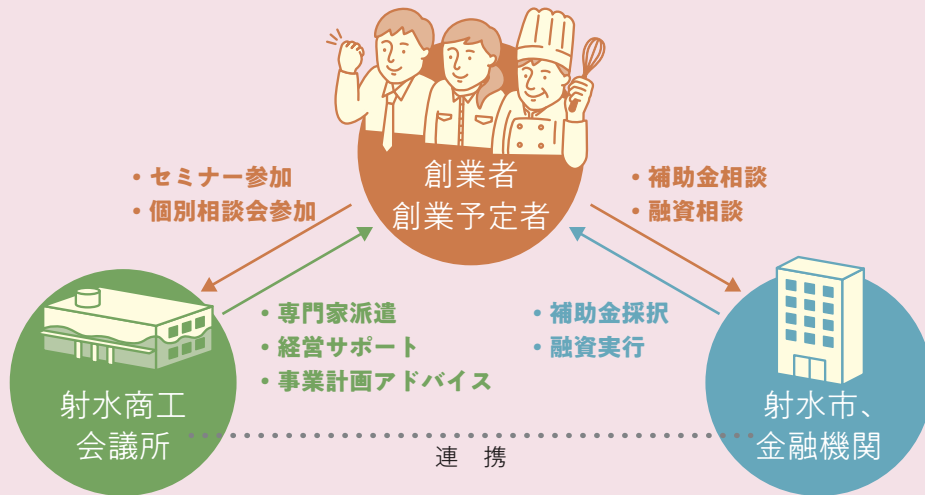 創業者
創業予定者
・セミナー参加
・個別相談会参加
・補助金相談
・融資相談
・専門家派遣
・経営サポート
・事業計画アドバイス
・補助金採択
・融資実行
射水商工
会議所
射水市、
金融機関
連　携